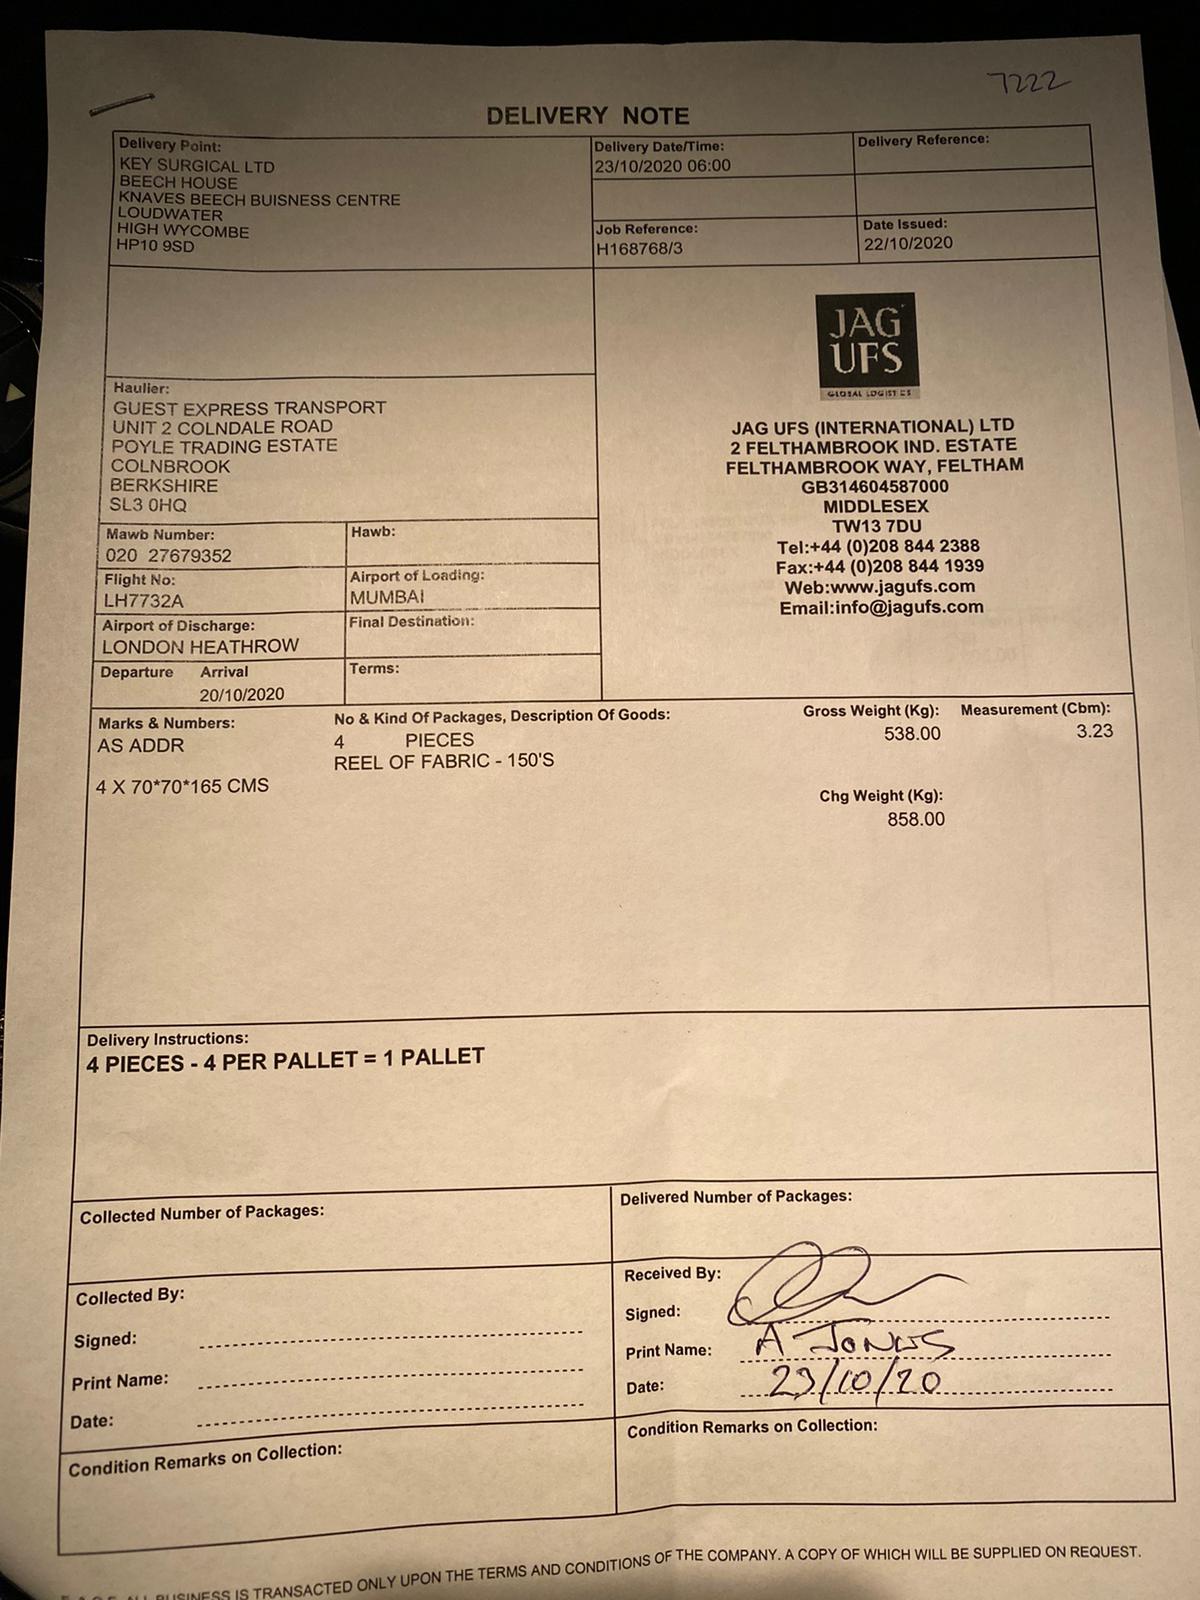 7222
DELIVERY NOTE
Delivery Point:
KEY SURGICAL LTD
BEECH HOUSE
KNAVES BEECH BUISNESS CENTRE
LOUDWATER
HIGH WYCOMBE
HP10 9SD
Delivery Date/Time:
23/10/2020 06:00
Delivery Reference:
Job Reference:
H168768/3
Date Issued:
22/10/2020
JAG
UFS
GLOBAL LOGISTICS
Haulier:
GUEST EXPRESS TRANSPORT
UNIT 2 COLNDALE ROAD
POYLE TRADING ESTATE
COLNBROOK
BERKSHIRE
SL3 0HQ
JAG UFS (INTERNATIONAL) LTD
2 FELTHAMBROOK IND. ESTATE
FELTHAMBROOK WAY, FELTHAM
GB314604587000
MIDDLESEX
TW13 7DU
Tel:+44 (0)208 844 2388
Fax:+44 (0)208 844 1939
Web:www.jagufs.com
Email:info@jagufs.com
Mawb Number:
020 27679352
Hawb:
Flight No:
LH7732A
Airport of Loading:
MUMBAI
Airport of Discharge:
LONDON HEATHROW
Final Destination:
Departure Arrival
20/10/2020
Terms:
Marks & Numbers:
AS ADDR
4 X 70*70*165 CMS
No & Kind Of Packages, Description Of Goods:
4 PIECES
REEL OF FABRIC - 150'S
Gross Weight (Kg):
538.00
Measurement (Cbm):
3.23
Chg Weight (Kg):
858.00
Delivery Instructions:
4 PIECES - 4 PER PALLET = 1 PALLET
Collected Number of Packages:
Delivered Number of Packages:
Collected By:
Signed:
Print Name:
Date:
Received By:
Signed:
Print Name: A JONES
Date: 23/10/20
Condition Remarks on Collection:
Condition Remarks on Collection:
ALL BUSINESS IS TRANSACTED ONLY UPON THE TERMS AND CONDITIONS OF THE COMPANY. A COPY OF WHICH WILL BE SUPPLIED ON REQUEST.